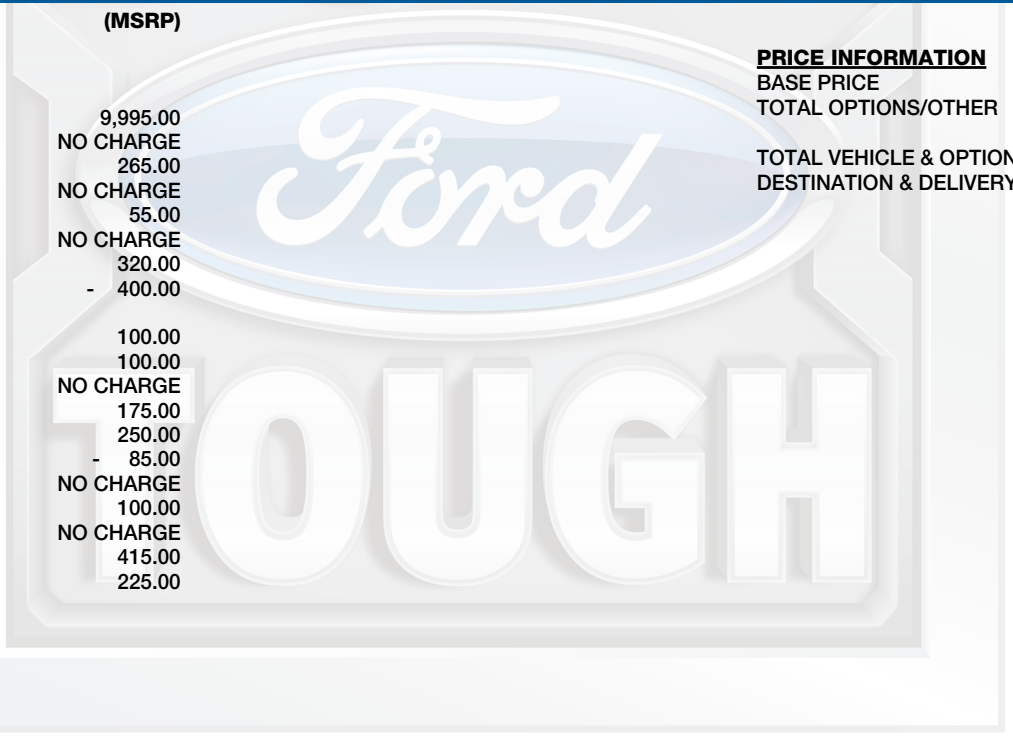 (MSRP)
9,995.00
NO CHARGE
265.00
NO CHARGE
55.00
NO CHARGE
320.00
- 400.00
100.00
100.00
NO CHARGE
175.00
250.00
- 85.00
NO CHARGE
100.00
NO CHARGE
415.00
225.00
PRICE INFORMATION
BASE PRICE
TOTAL OPTIONS/OTHER
TOTAL VEHICLE & OPTION
DESTINATION & DELIVERY
Ford
TOUGH